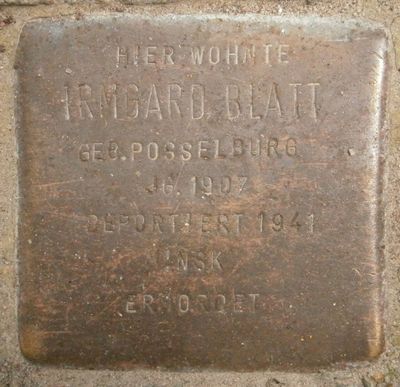 HIER WOHNTE
IRMGARD BLATT
GEB. POSSELBURG
JG. 1907
DEPORTIERT 1941
MINSK
ERMORDET